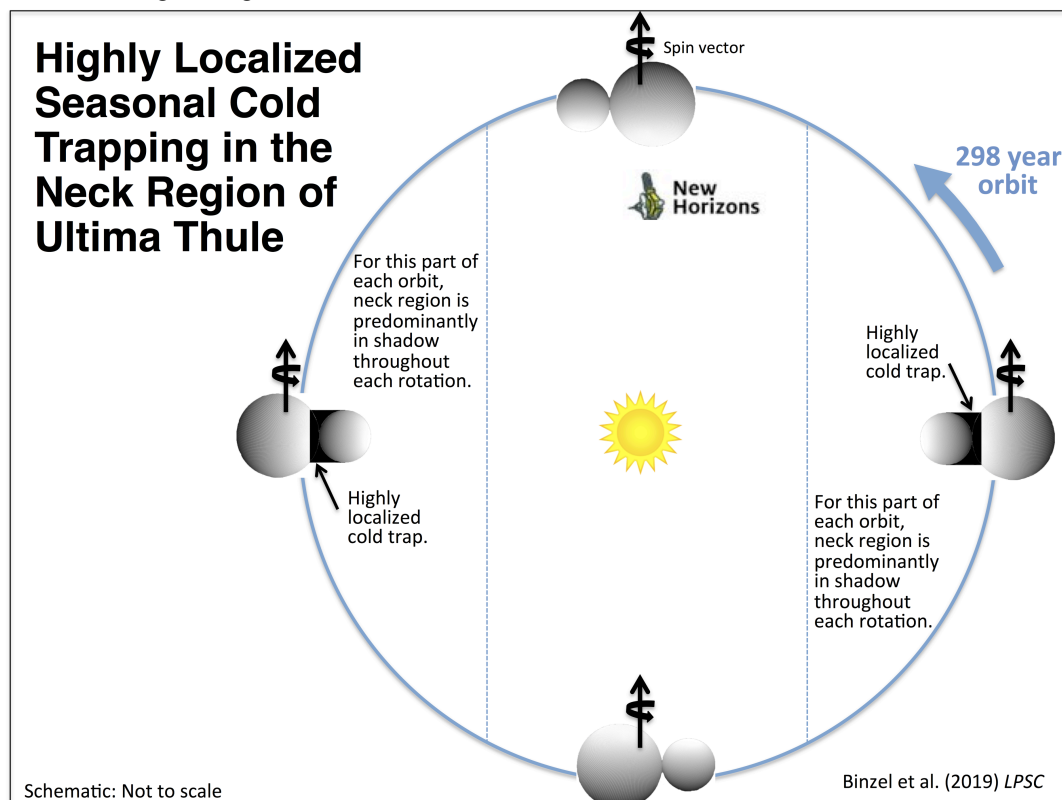 Highly Localized
Seasonal Cold
Trapping in the
Neck Region of
Ultima Thule
Spin vector
New
Horizons
298 year
orbit
For this part of
each orbit,
neck region is
predominantly
in shadow
throughout
each rotation.
Highly
localized
cold trap.
Highly
localized
cold trap.
For this part of
each orbit,
neck region is
predominantly
in shadow
throughout
each rotation.
Schematic: Not to scale
Binzel et al. (2019) LPSC